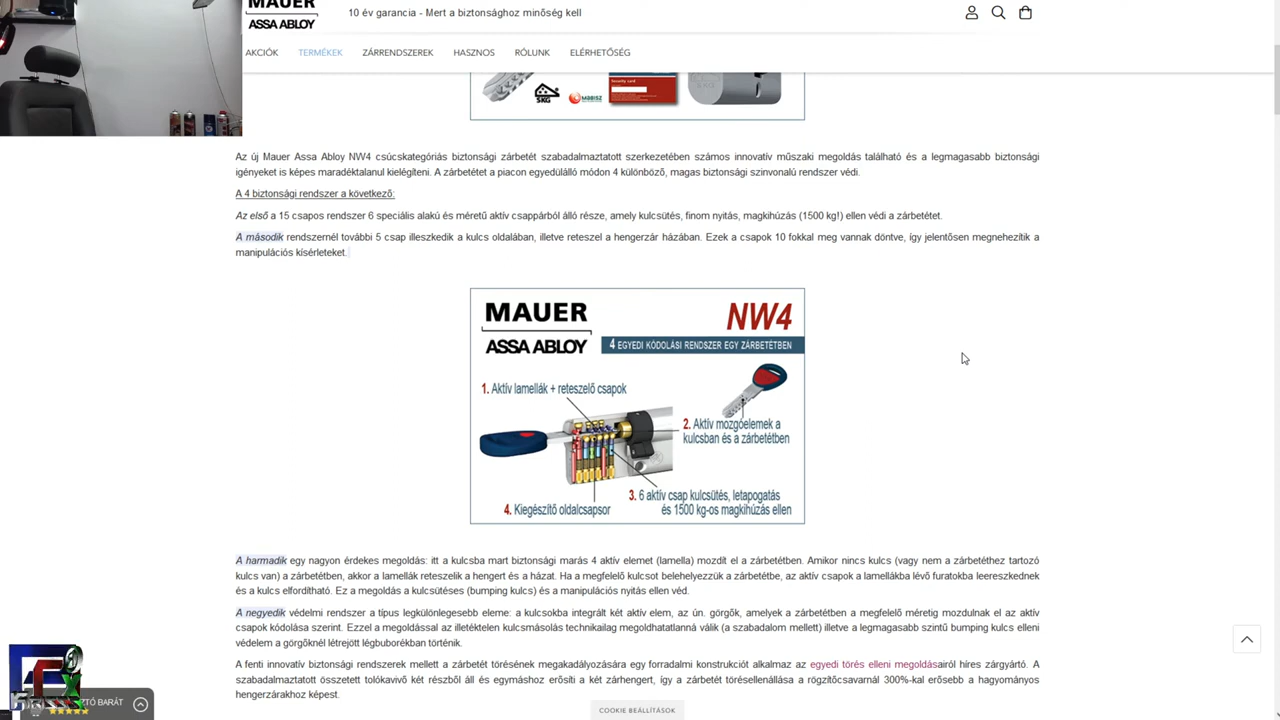 MAUER
ASSA ABLOY
10 év garancia - Mert a biztonsághoz minőség kell
AKCIÓK TERMÉKEK ZÁRRENDSZEREK HASZNOS RÓLUNK ELÉRHETŐSÉG
SKG MABISZ
Az új Mauer Assa Abloy NW4 csúcskategóriás biztonsági zárbetét szabadalmaztatott szerkezetében számos innovatív műszaki megoldás található és a legmagasabb biztonsági
igényeket is képes maradéktalanul kielégíteni. A zárbetétet a piacon egyedülálló módon 4 különböző, magas biztonsági szinvonalú rendszer védi.
A 4 biztonsági rendszer a következő:
Az első a 15 csapos rendszer 6 speciális alakú és méretű aktív csappárból álló része, amely kulcsütés, finom nyitás, magkihúzás (1500 kg!) ellen védi a zárbetétet.
A második rendszernél további 5 csap illeszkedik a kulcs oldalában, illetve reteszel a hengerzár házában. Ezek a csapok 10 fokkal meg vannak döntve, így jelentősen megnehezítik a
manipulációs kísérleteket.
MAUER
ASSA ABLOY
NW4
4 EGYEDI KÓDOLÁSI RENDSZER EGY ZÁRBETÉTBEN
1. Aktív lamellák + reteszelő csapok
2. Aktív mozgóelemek a
kulcsban és a zárbetétben
3. 6 aktív csap kulcsütés, letapogatás
és 1500 kg-os magkihúzás ellen
4. Kiegészítő oldalcsapsor
A harmadik egy nagyon érdekes megoldás: itt a kulcsba mart biztonsági marás 4 aktív elemet (lamella) mozdít el a zárbetétben. Amikor nincs kulcs (vagy nem a zárbetéthez tartozó
kulcs van) a zárbetétben, akkor a lamellák reteszelik a hengert és a házat. Ha a megfelelő kulcsot belehelyezzük a zárbetétbe, az aktív csapok a lamellákba lévő furatokba leereszkednek
és a kulcs elfordítható. Ez a megoldás a kulcsütéses (bumping kulcs) és a manipulációs nyitás ellen véd.
A negyedik védelmi rendszer a típus legkülönlegesebb eleme: a kulcsokba integrált két aktív elem, az ún. görgők, amelyek a zárbetétben a megfelelő méretig mozdulnak el az aktív
csapok kódolása szerint. Ezzel a megoldással az illetéktelen kulcsmásolás technikailag megoldhatatlanná válik (a szabadalom mellett) illetve a legmagasabb szintű bumping kulcs elleni
védelem a görgőknél létrejött légbuborékban történik.
A fenti innovatív biztonsági rendszerek mellett a zárbetét törésének megakadályozására egy forradalmi konstrukciót alkalmaz az egyedi törés elleni megoldásairól híres zárgyártó. A
szabadalmaztatott összetett tolókavivő két részből áll és egymáshoz erősíti a két zárhengert, így a zárbetét törésellenállása a rögzítőcsavarnál 300%-kal erősebb a hagyományos
hengerzárakhoz képest.
COOKIE BEÁLLÍTÁSOK